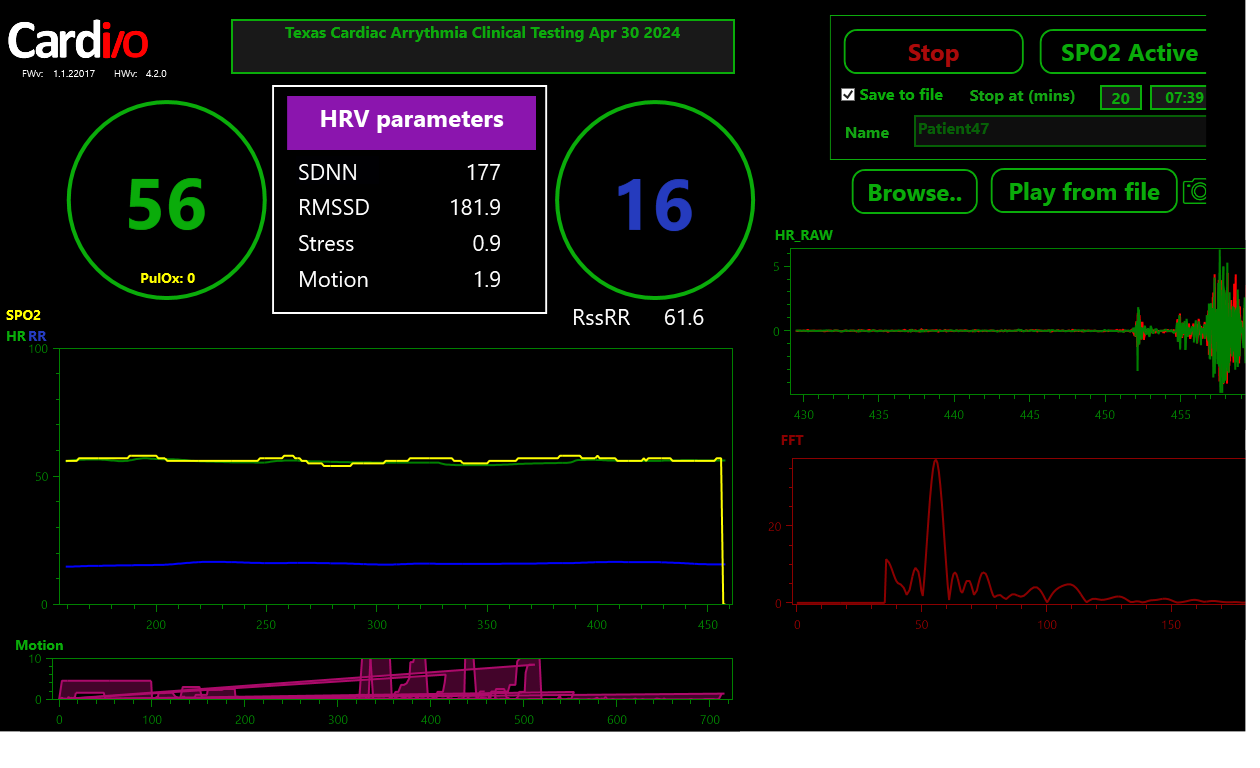 Cardi/o
FWv: 1.1.22017 HWv: 4.2.0
Texas Cardiac Arrythmia Clinical Testing Apr 30 2024
Stop
SPO2 Active
Save to file
Stop at (mins)
20
07:39
Name
Patient47
Browse..
Play from file
56
PulOx: 0
HRV parameters
SDNN 177
RMSSD 181.9
Stress 0.9
Motion 1.9
16
RssRR 61.6
SPO2
HR RR
100
50
0
200 250 300 350 400 450
Motion
10
0
0 100 200 300 400 500 600 700
HR_RAW
5
0
430 435 440 445 450 455
FFT
20
0
0 50 100 150